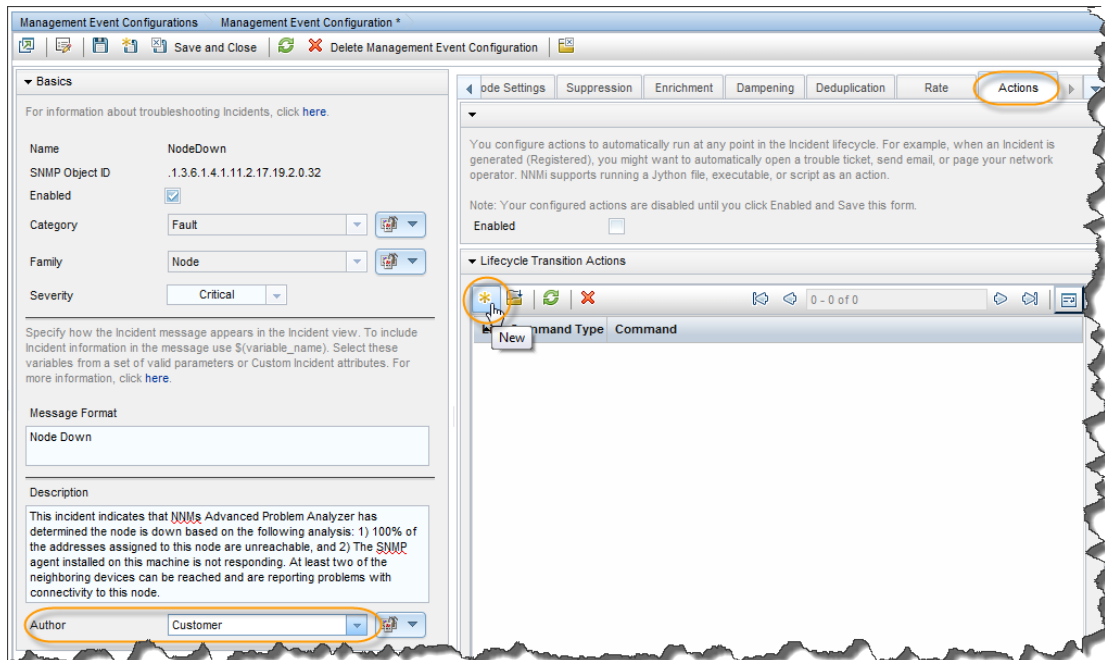 Management Event Configurations Management Event Configuration *
Save and Close Delete Management Event Configuration
Basics
For information about troubleshooting Incidents, click here.
Name NodeDown
SNMP Object ID .1.3.6.1.4.1.11.2.17.19.2.0.32
Enabled
Category Fault
Family Node
Severity Critical
Specify how the Incident message appears in the Incident view. To include
Incident information in the message use $(variable_name). Select these
variables from a set of valid parameters or Custom Incident attributes. For
more information, click here.
Message Format
Node Down
Description
This incident indicates that NNMs Advanced Problem Analyzer has
determined the node is down based on the following analysis: 1) 100% of
the addresses assigned to this node are unreachable, and 2) The SNMP
agent installed on this machine is not responding. At least two of the
neighboring devices can be reached and are reporting problems with
connectivity to this node.
Author Customer
ode Settings Suppression Enrichment Dampening Deduplication Rate Actions
You configure actions to automatically run at any point in the Incident lifecycle. For example, when an Incident is
generated (Registered), you might want to automatically open a trouble ticket, send email, or page your network
operator. NNMi supports running a Jython file, executable, or script as an action.
Note: Your configured actions are disabled until you click Enabled and Save this form.
Enabled
Lifecycle Transition Actions
0 - 0 of 0
Command Type Command
New